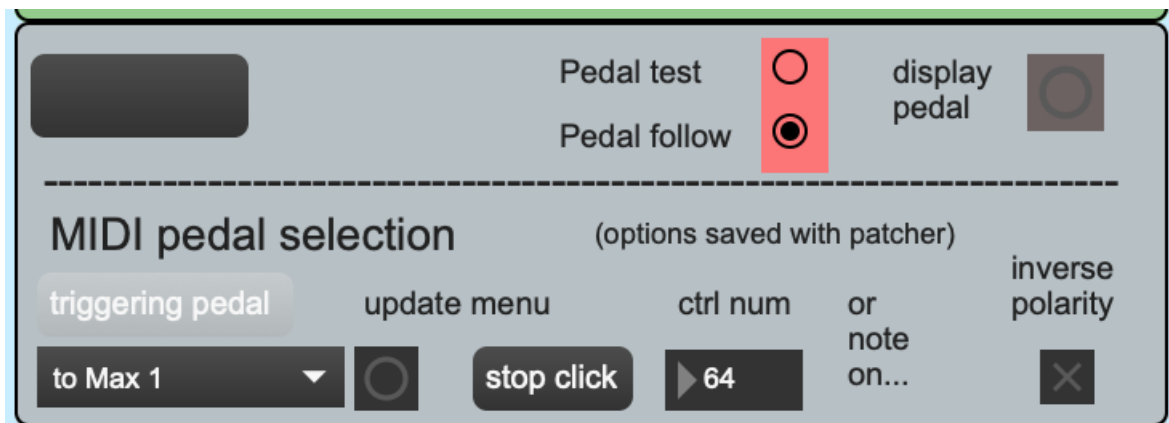 Pedal test
display
pedal
Pedal follow
MIDI pedal selection
(options saved with patcher)
triggering pedal
update menu
ctrl num
or
note
on...
inverse
polarity
to Max 1
stop click
64